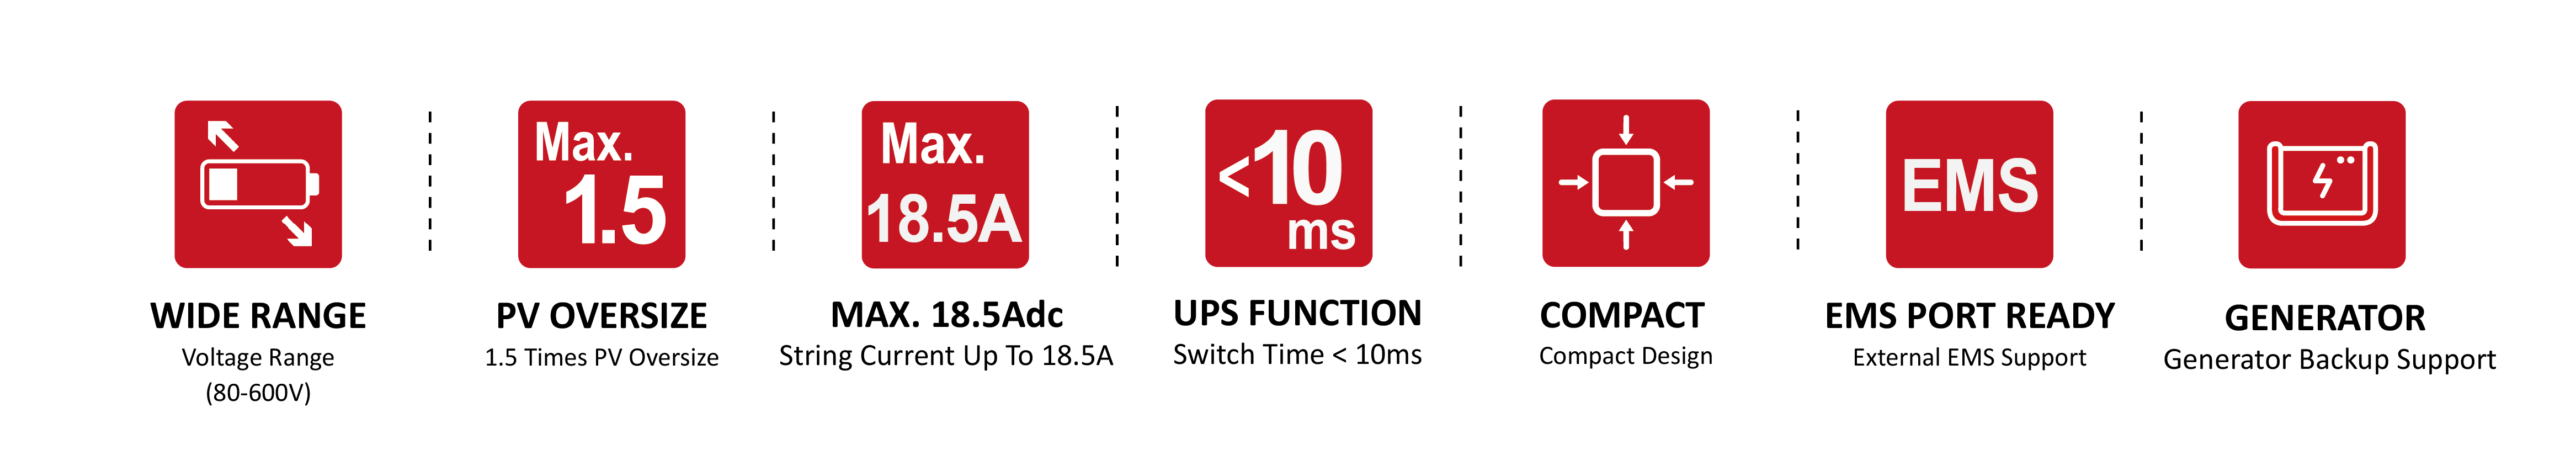 Max.
1.5
Max.
18.5A
<10
ms
EMS
WIDE RANGE
Voltage Range
(80-600V)
PV OVERSIZE
1.5 Times PV Oversize
MAX. 18.5Adc
String Current Up To 18.5A
UPS FUNCTION
Switch Time < 10ms
COMPACT
Compact Design
EMS PORT READY
External EMS Support
GENERATOR
Generator Backup Support